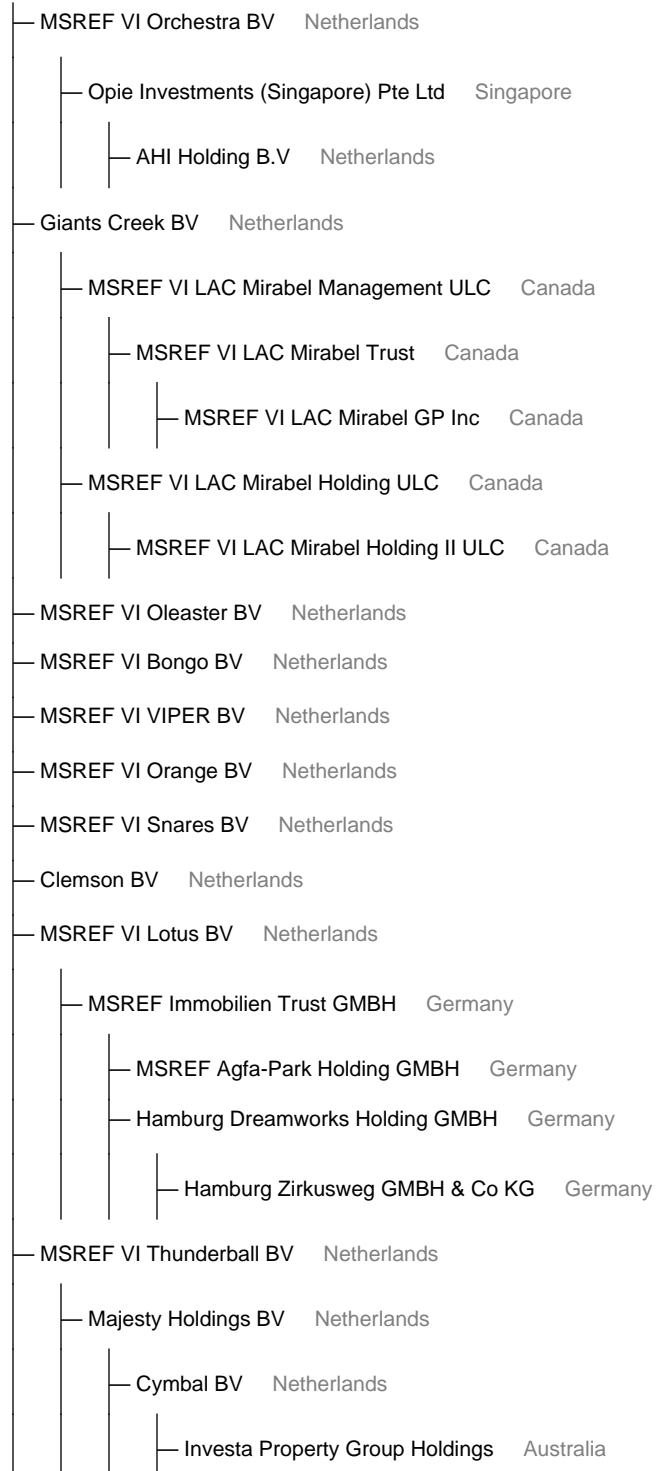 MSREF VI Orchestra BV Netherlands
Opie Investments (Singapore) Pte Ltd Singapore
AHI Holding B.V Netherlands
Giants Creek BV Netherlands
MSREF VI LAC Mirabel Management ULC Canada
MSREF VI LAC Mirabel Trust Canada
MSREF VI LAC Mirabel GP Inc Canada
MSREF VI LAC Mirabel Holding ULC Canada
MSREF VI LAC Mirabel Holding II ULC Canada
MSREF VI Oleaster BV Netherlands
MSREF VI Bongo BV Netherlands
MSREF VI VIPER BV Netherlands
MSREF VI Orange BV Netherlands
MSREF VI Snares BV Netherlands
Clemson BV Netherlands
MSREF VI Lotus BV Netherlands
MSREF Immobilien Trust GMBH Germany
MSREF Agfa-Park Holding GMBH Germany
Hamburg Dreamworks Holding GMBH Germany
Hamburg Zirkusweg GMBH & Co KG Germany
MSREF VI Thunderball BV Netherlands
Majesty Holdings BV Netherlands
Cymbal BV Netherlands
Investa Property Group Holdings Australia